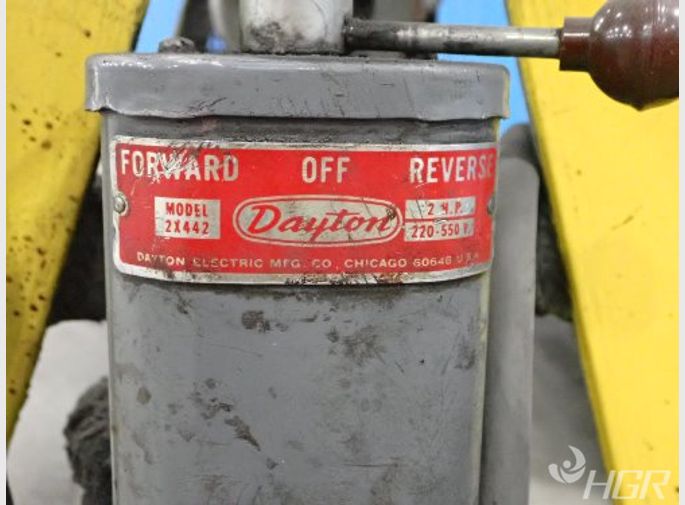 FORWARD OFF REVERSE
MODEL
2X442
Dayton
2 H.P.
220-550 V.
DAYTON ELECTRIC MFG. CO., CHICAGO 60648 U.S.A.
HGR